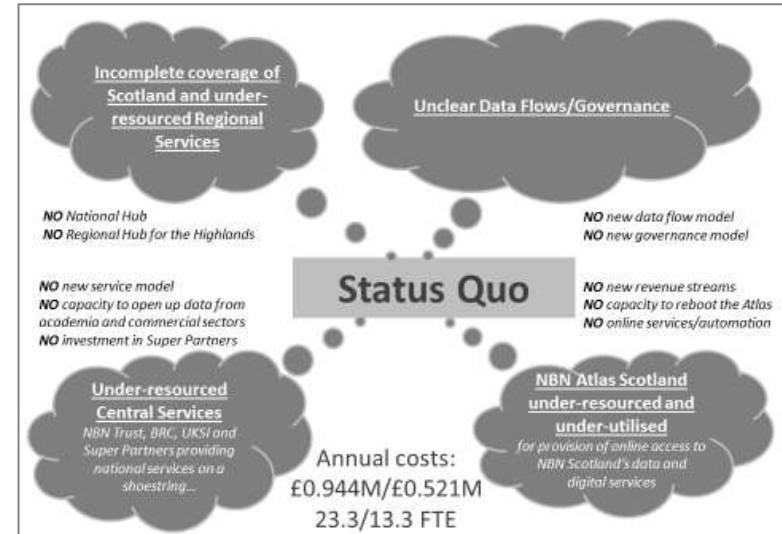 Incomplete coverage of
Scotland and under-
resourced Regional
Services
Unclear Data Flows/Governance
NO National Hub
NO Regional Hub for the Highlands
NO new data flow model
NO new governance model
Status Quo
NO new service model
NO capacity to open up data from
academia and commercial sectors
NO investment in Super Partners
NO new revenue streams
NO capacity to reboot the Atlas
NO online services/automation
Under-resourced
Central Services
NBN Trust, BRC, UKSI and
Super Partners providing
national services on a
shoestring...
Annual costs:
£0.944M/£0.521M
23.3/13.3 FTE
NBN Atlas Scotland
under-resourced and
under-utilised
for provision of online access to
NBN Scotland's data and
digital services